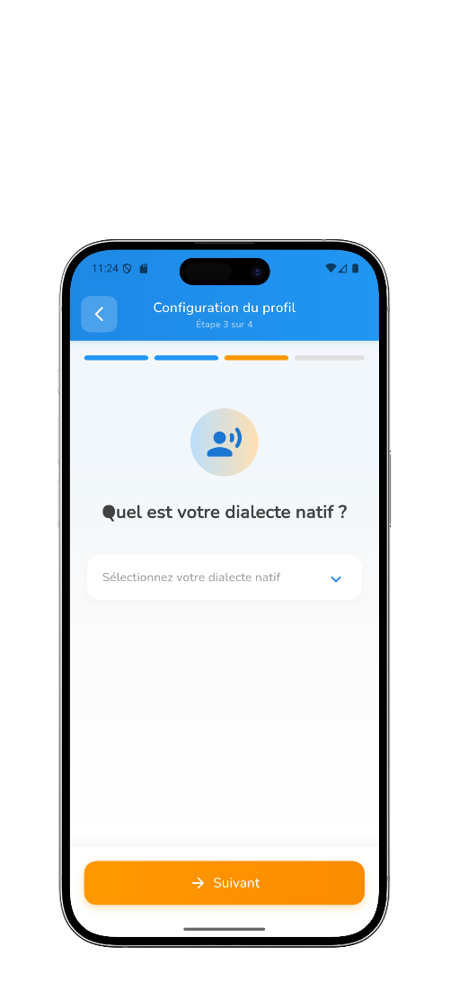 11:24
Configuration du profil
Étape 3 sur 4
Quel est votre dialecte natif ?
Sélectionnez votre dialecte natif
Suivant